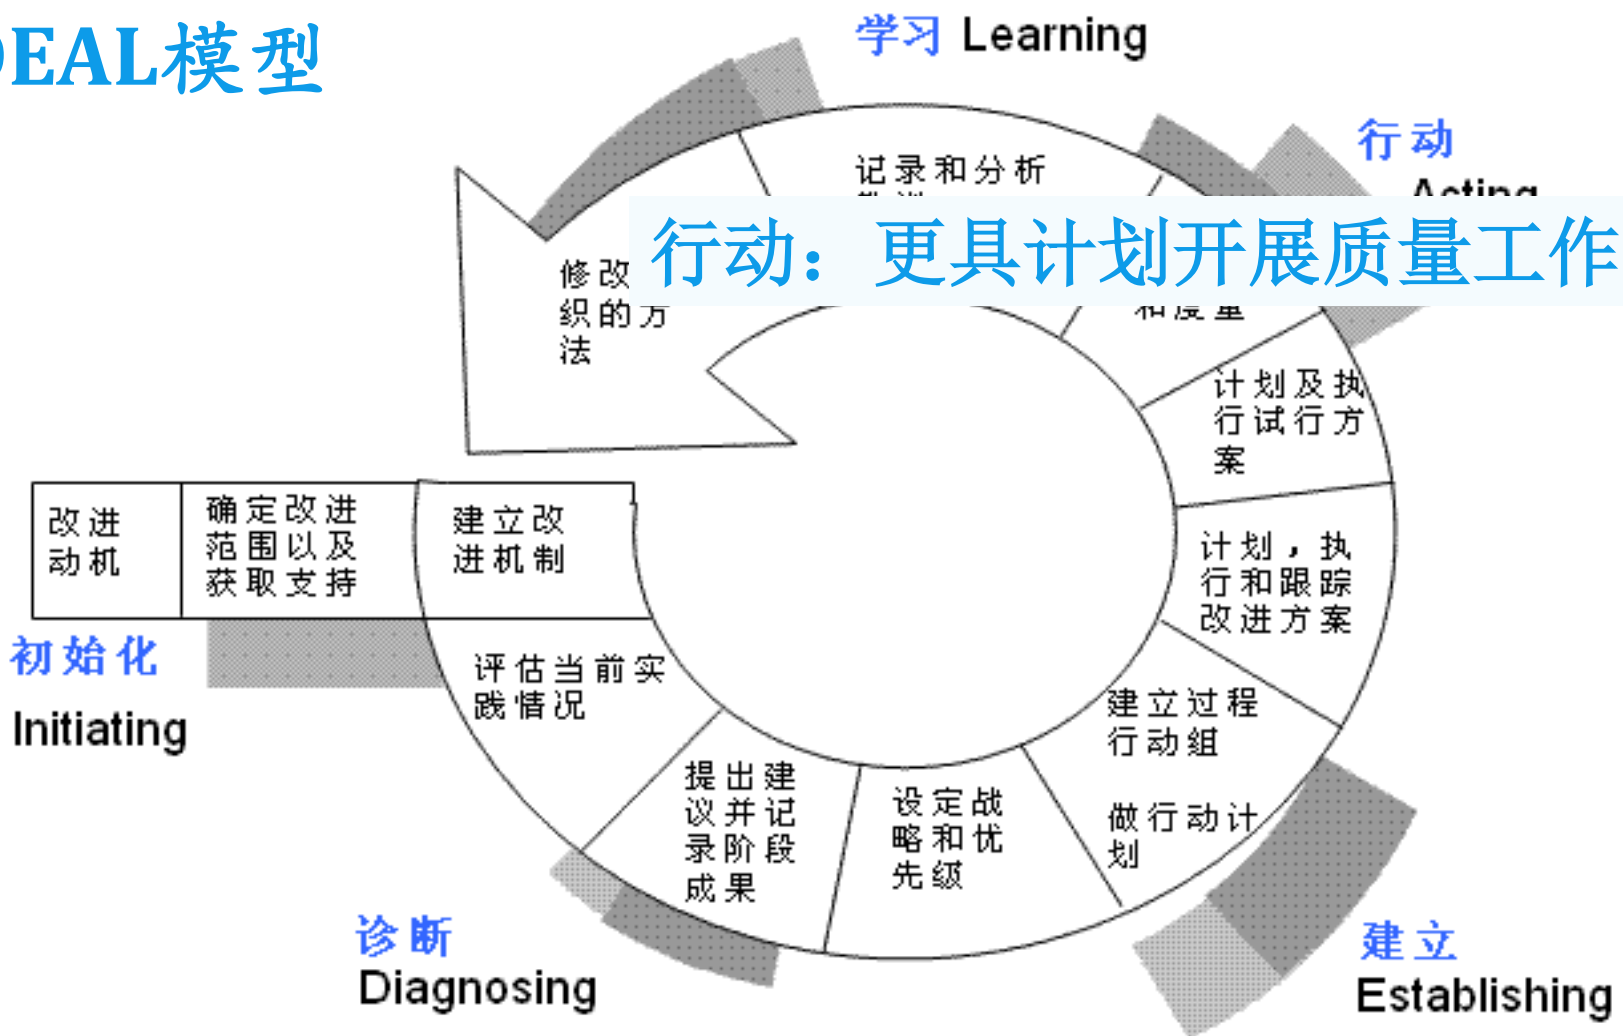 DEAL模型
学习 Learning
行动
Acting
记录和分析
行动：更具计划开展质量工作
修改
织的方
法
和度量
计划及执
行试行方
案
改进
动机
确定改进
范围以及
获取支持
建立改
进机制
计划，执
行和跟踪
改进方案
初始化
Initiating
评估当前实
践情况
建立过程
行动组
做行动计
划
提出建
议并记
录阶段
成果
设定战
略和优
先级
诊断
Diagnosing
建立
Establishing